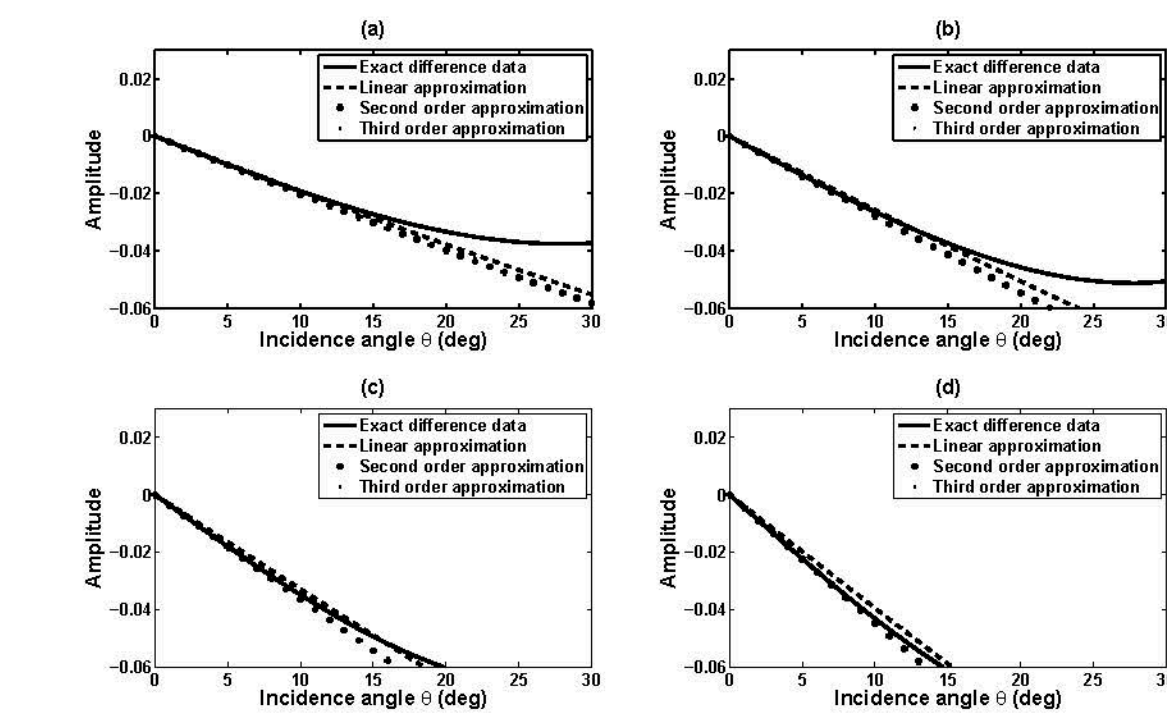 (a)
Exact difference data
Linear approximation
Second order approximation
Third order approximation
0.02
0
−0.02
−0.04
−0.06
Amplitude
0 5 10 15 20 25 30
Incidence angle θ (deg)
(b)
Exact difference data
Linear approximation
Second order approximation
Third order approximation
0.02
0
−0.02
−0.04
−0.06
Amplitude
0 5 10 15 20 25 3
Incidence angle θ (deg)
(c)
Exact difference data
Linear approximation
Second order approximation
Third order approximation
0.02
0
−0.02
−0.04
−0.06
Amplitude
0 5 10 15 20 25 30
Incidence angle θ (deg)
(d)
Exact difference data
Linear approximation
Second order approximation
Third order approximation
0.02
0
−0.02
−0.04
−0.06
Amplitude
0 5 10 15 20 25 3
Incidence angle θ (deg)